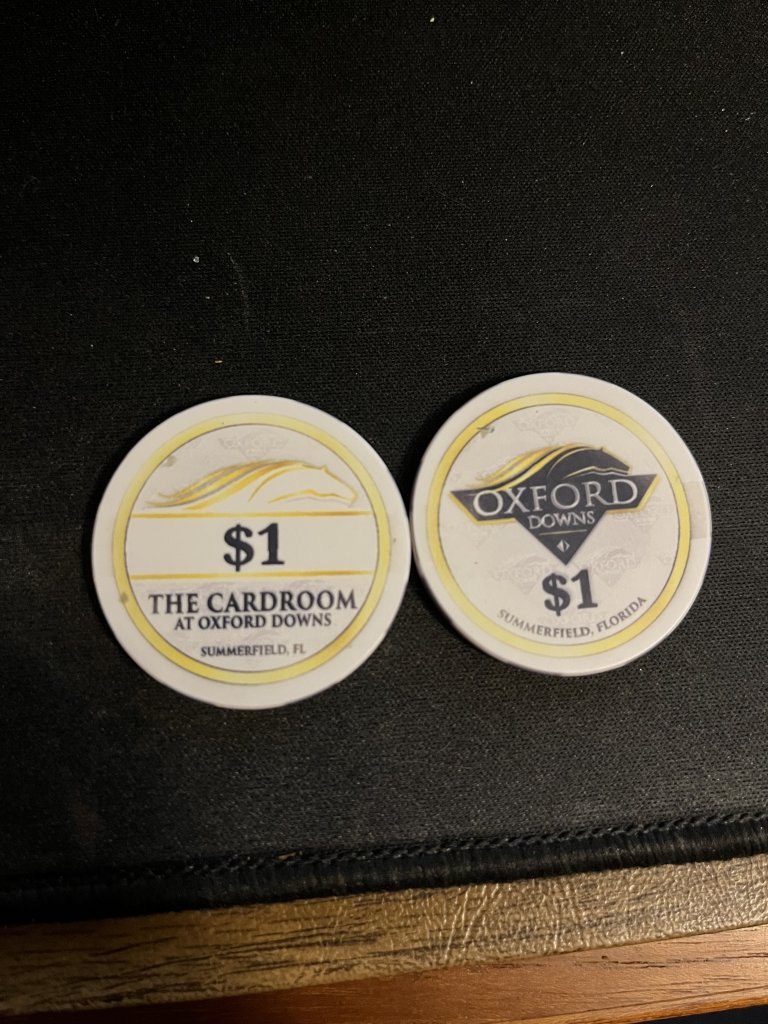 $1
THE CARDROOM
AT OXFORD DOWNS
SUMMERFIELD, FL
OXFORD
DOWNS
$1
SUMMERFIELD, FLORIDA